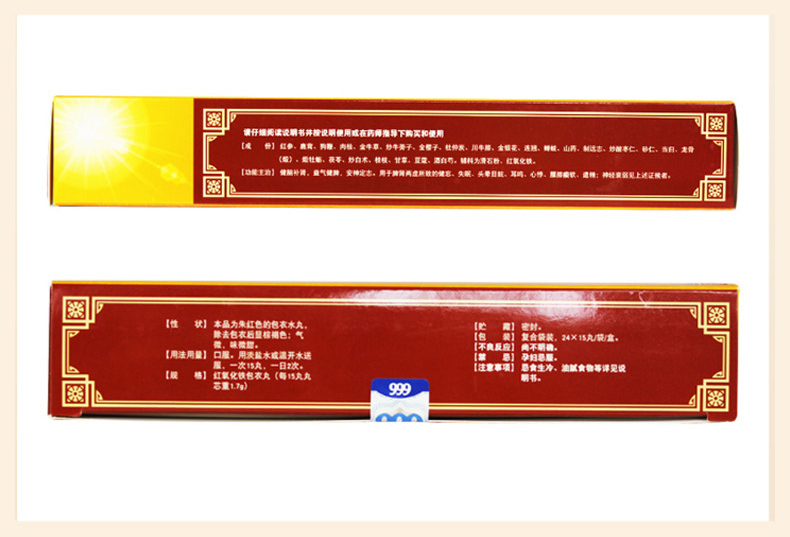 请仔细阅读说明书并按说明使用或在药师指导下购买和使用
【成　份】 红参、鹿茸、狗鞭、肉桂、金牛草、炒牛蒡子、金樱子、杜仲炭、川牛膝、金银花、连翘、蝉蜕、山药、制远志、炒酸枣仁、砂仁、当归、龙骨
（煅）、煅牡蛎、茯苓、炒白术、桂枝、甘草、豆蔻、酒白芍。辅料为滑石粉、红氧化铁。
【功能主治】 健脑补肾，益气健脾，安神定志。用于脾肾两虚所致的健忘、失眠、头晕目眩、耳鸣、心悸、腰膝酸软、遗精；神经衰弱见上述证候者。
【性　状】 本品为朱红色的包衣水丸，
除去包衣后显棕褐色；气
微，味微甜。
【用法用量】 口服。用淡盐水或温开水送
服，一次15丸，一日2次。
【规　格】 红氧化铁包衣丸（每15丸丸
芯重1.7g）
【贮　藏】 密封。
【包　装】 复合袋装，24×15丸/袋/盒。
【不良反应】 尚不明确。
【禁　忌】 孕妇忌服。
【注意事项】 忌食生冷、油腻食物等详见说
明书。
999